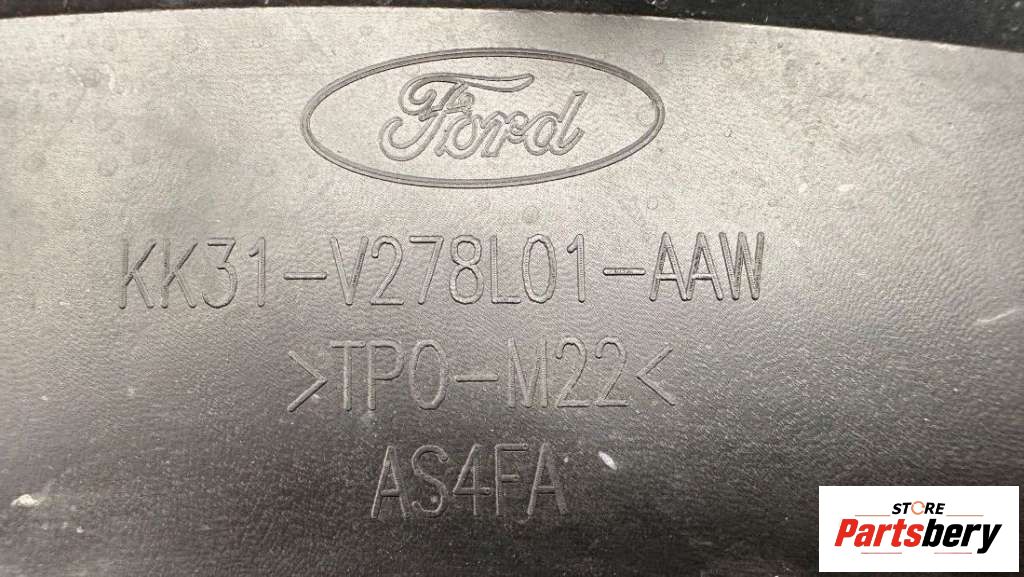 Ford
KK31-V278L01-AAW
>TPO-M22<
AS4FA
STORE
Partsbery